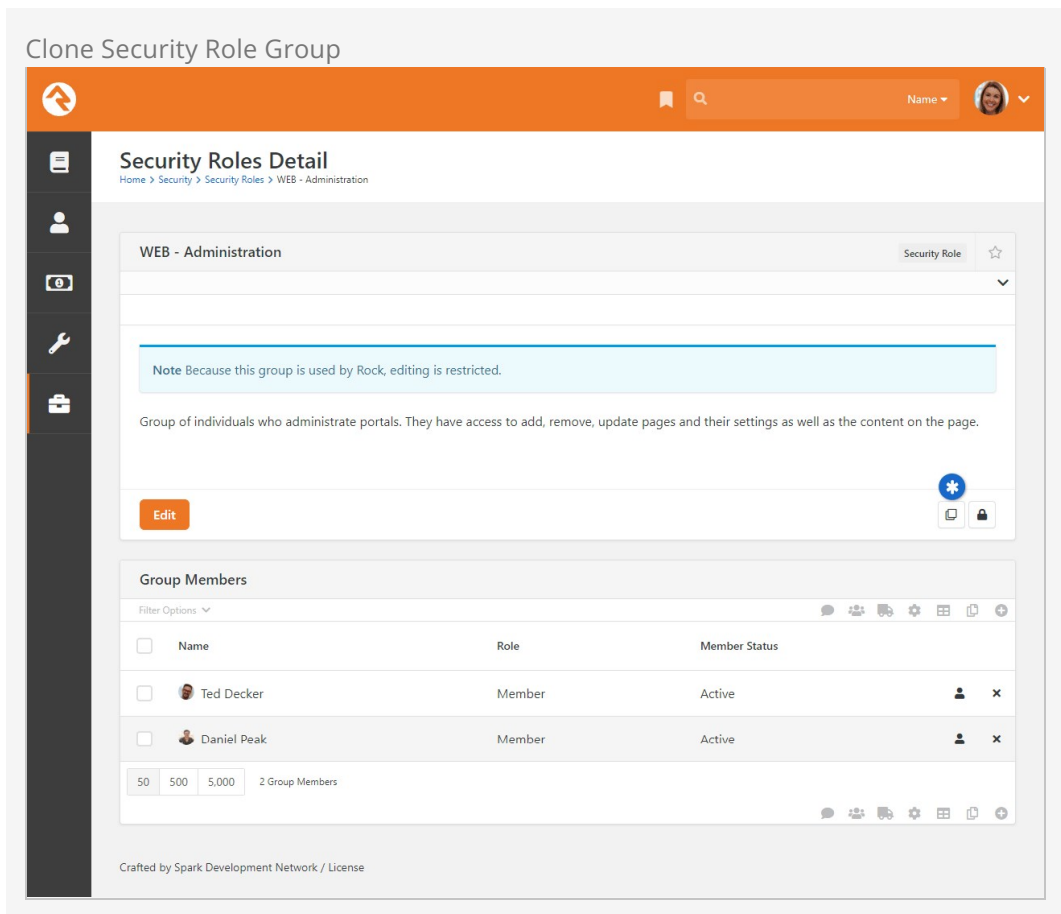 Clone Security Role Group
Name
Security Roles Detail
Home > Security > Security Roles > WEB - Administration
WEB - Administration
Security Role
Note Because this group is used by Rock, editing is restricted.
Group of individuals who administrate portals. They have access to add, remove, update pages and their settings as well as the content on the page.
Edit
Group Members
Filter Options
Name Role Member Status
Ted Decker Member Active
Daniel Peak Member Active
50 500 5,000 2 Group Members
Crafted by Spark Development Network / License